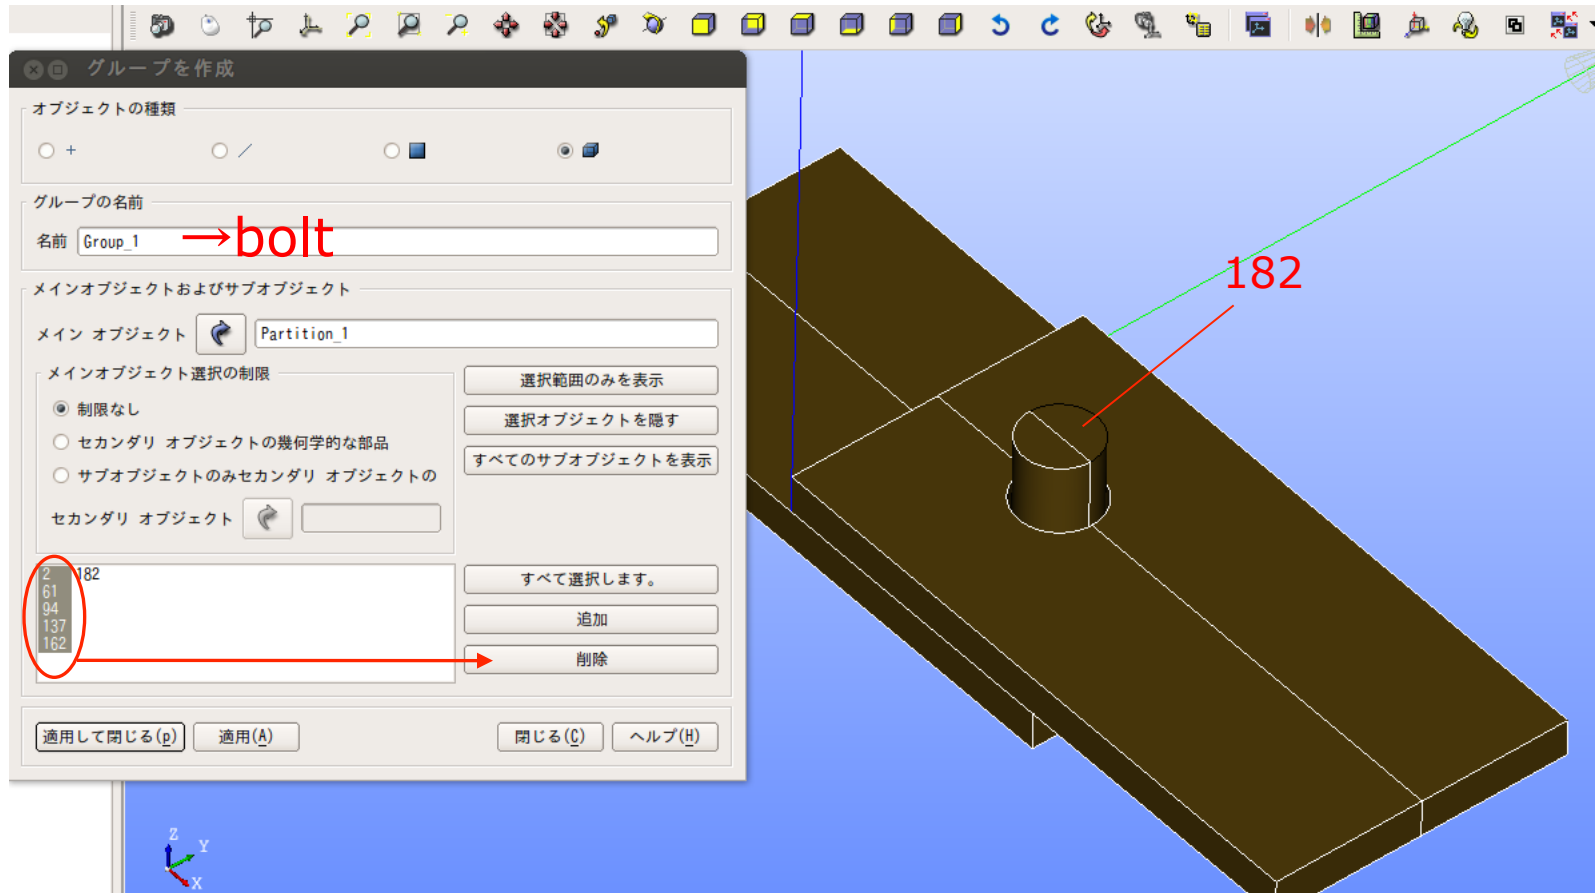 グループを作成
オブジェクトの種類
グループの名前
名前 Group_1 →bolt
メインオブジェクトおよびサブオブジェクト
メイン オブジェクト Partition_1
メインオブジェクト選択の制限
制限なし
セカンダリ オブジェクトの幾何学的な部品
サブオブジェクトのみセカンダリ オブジェクトの
セカンダリ オブジェクト
選択範囲のみを表示
選択オブジェクトを隠す
すべてのサブオブジェクトを表示
2 182
61
94
137
162
すべて選択します。
追加
削除
適用して閉じる(p) 適用(A) 閉じる(C) ヘルプ(H)
182
Z
Y
X